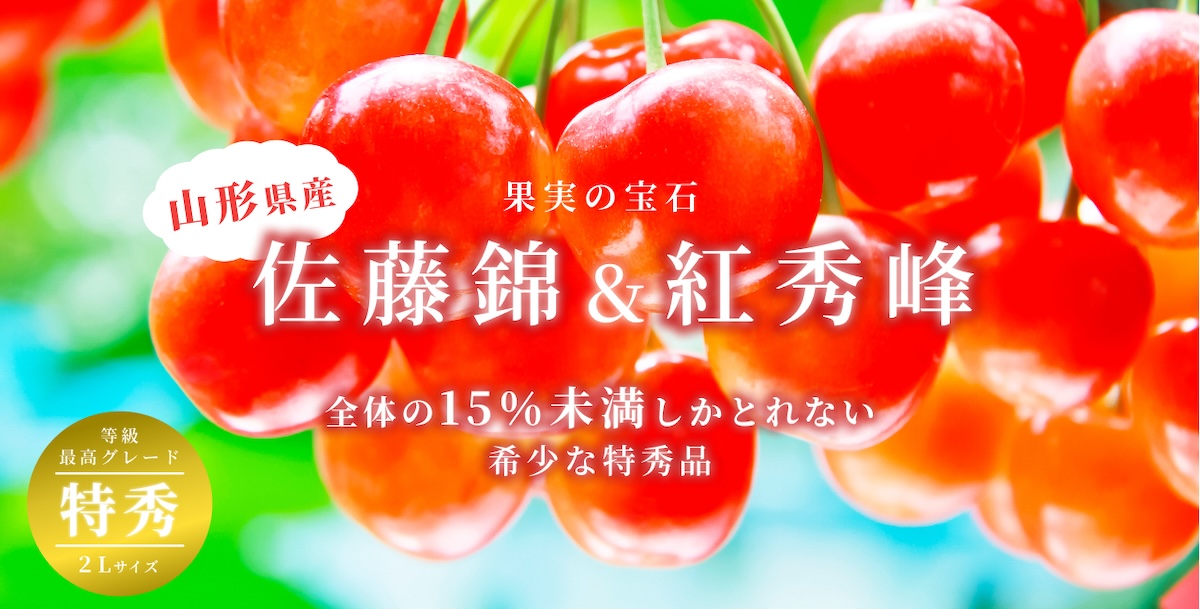 山形県産
果実の宝石
佐藤錦&紅秀峰
全体の15%未満しかとれない
希少な特秀品
等級
最高グレード
特秀
2Lサイズ